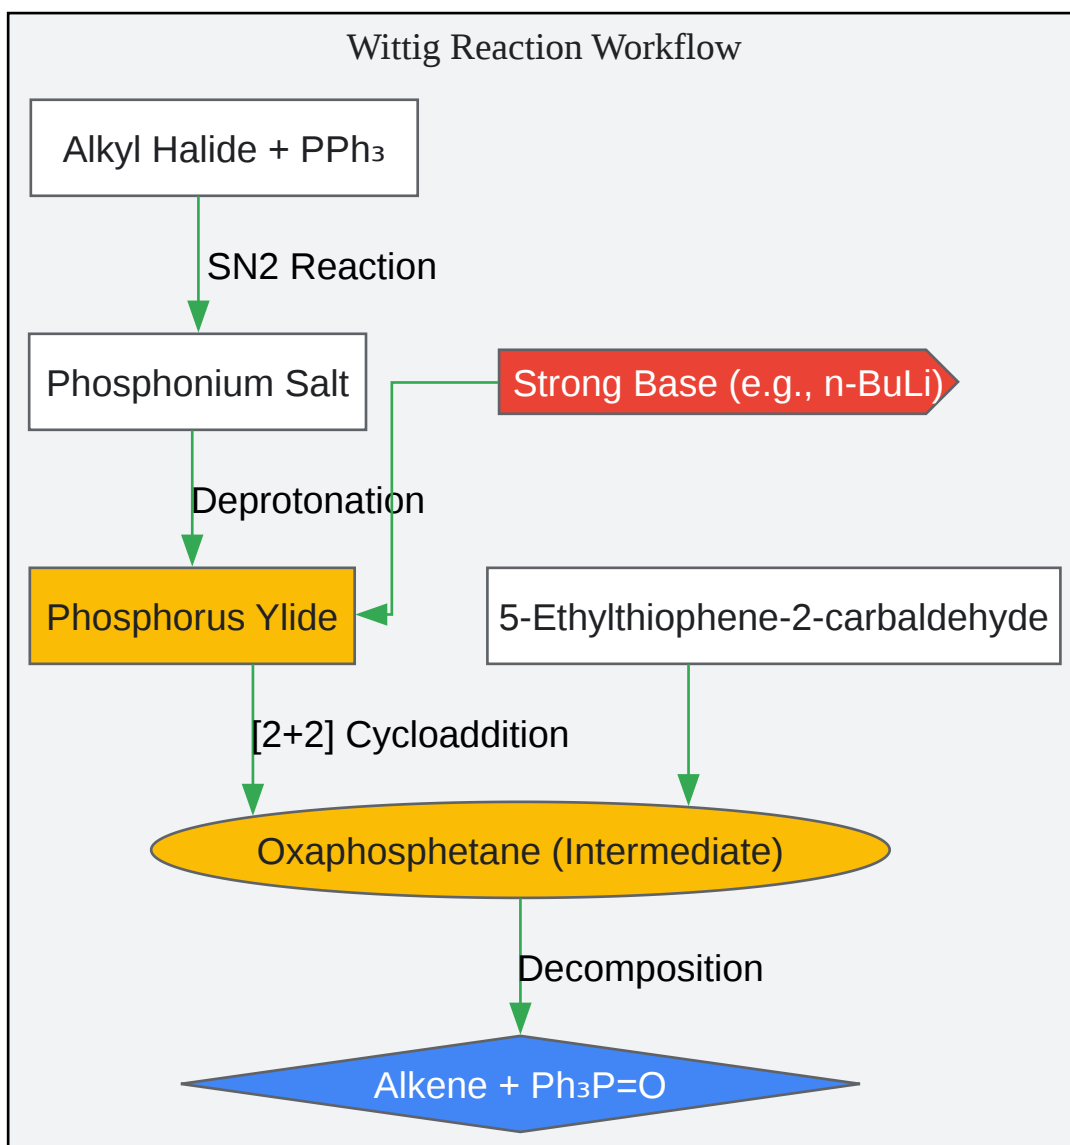 Wittig Reaction Workflow
Alkyl Halide + PPh₃
SN2 Reaction
Phosphonium Salt
Strong Base (e.g., n-BuLi)
Deprotonation
Phosphorus Ylide
5-Ethylthiophene-2-carbaldehyde
[2+2] Cycloaddition
Oxaphosphetane (Intermediate)
Decomposition
Alkene + Ph₃P=O